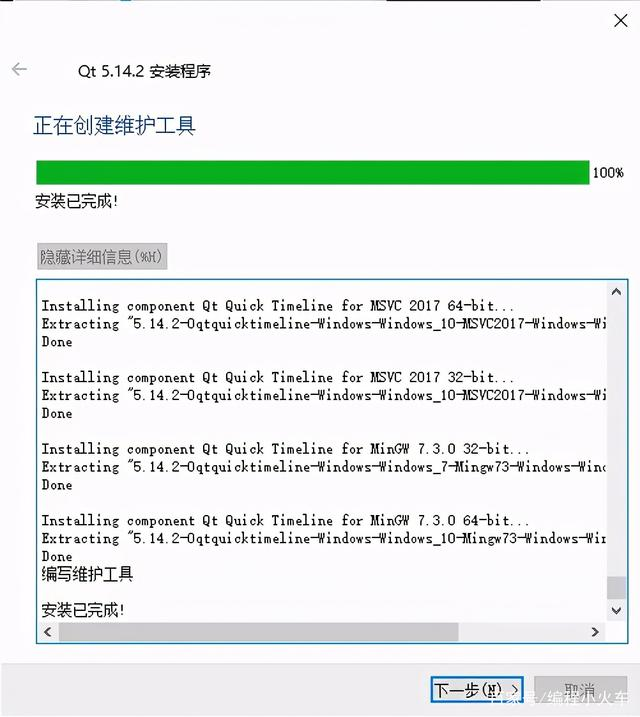 Qt 5.14.2 安装程序
正在创建维护工具
100%
安装已完成!
隐藏详细信息(%H)
Installing component Qt Quick Timeline for MSVC 2017 64-bit...
Extracting "5.14.2-0qtquicktimeline-Windows-Windows_10-MSVC2017-Windows-Wi
Done
Installing component Qt Quick Timeline for MSVC 2017 32-bit...
Extracting "5.14.2-0qtquicktimeline-Windows-Windows_10-MSVC2017-Windows-Wi
Done
Installing component Qt Quick Timeline for MinGW 7.3.0 32-bit...
Extracting "5.14.2-0qtquicktimeline-Windows-Windows_7-Mingw73-Windows-Wind
Done
Installing component Qt Quick Timeline for MinGW 7.3.0 64-bit...
Extracting "5.14.2-0qtquicktimeline-Windows-Windows_10-Mingw73-Windows-Win
Done
编写维护工具
安装已完成!
下一步(N) >
取消
百家号/编程小火车